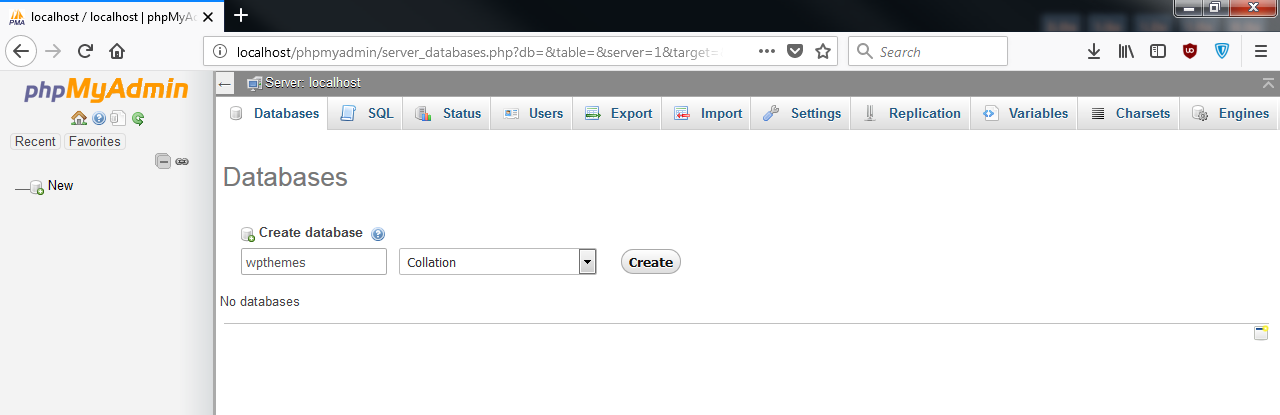 localhost / localhost | phpMyAd
localhost/phpmyadmin/server_databases.php?db=&table=&server=1&target=
Search
phpMyAdmin
Recent Favorites
New
Server: localhost
Databases SQL Status Users Export Import Settings Replication Variables Charsets Engines
Databases
Create database
wpthemes Collation Create
No databases